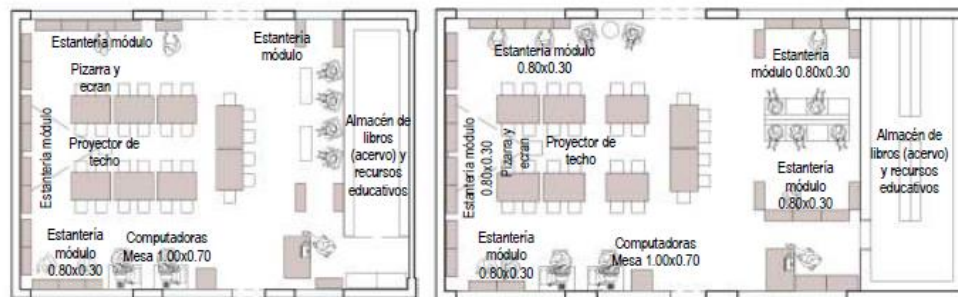 Estantería módulo
Estantería
módulo
Pizarra y
ecran
Estantería módulo
Proyector de
techo
Almacén de
libros
(acervo) y
recursos
educativos
Estantería
módulo
0.80x0.30
Computadoras
Mesa 1.00x0.70
Estantería módulo
0.80x0.30
Estantería
módulo 0.80x0.30
Estantería módulo
0.80x0.30
Pizarra y
ecran
Proyector
de techo
Almacén de
libros (acervo)
y recursos
educativos
Estantería
módulo
0.80x0.30
Estantería
módulo
0.80x0.30
Computadoras
Mesa 1.00x0.70